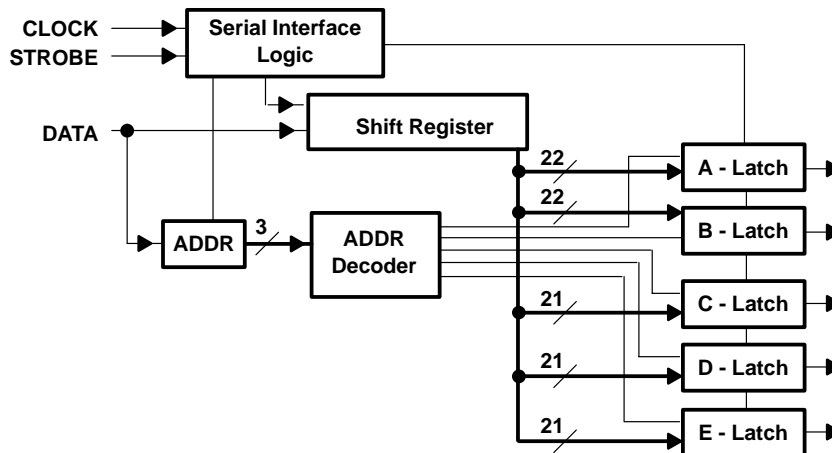 CLOCK
STROBE
Serial Interface
Logic
DATA
Shift Register
22
A - Latch
22
B - Latch
ADDR
3
ADDR
Decoder
21
C - Latch
21
D - Latch
21
E - Latch